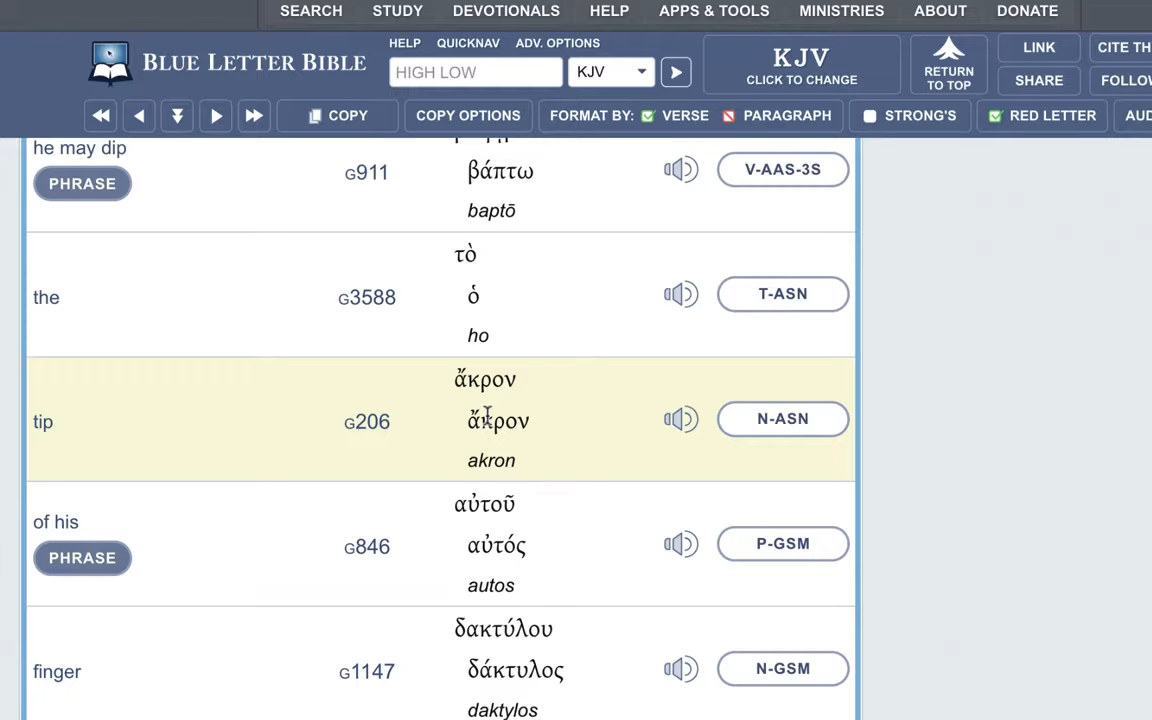 SEARCH STUDY DEVOTIONALS HELP APPS & TOOLS MINISTRIES ABOUT DONATE
BLUE LETTER BIBLE
HELP QUICKNAV ADV. OPTIONS
HIGH LOW KJV
KJV
CLICK TO CHANGE
RETURN
TO TOP
LINK CITE TH
SHARE FOLLO
COPY COPY OPTIONS FORMAT BY: VERSE PARAGRAPH STRONG'S RED LETTER AUD
he may dip
PHRASE
G911
βάπτω
baptō
V-AAS-3S
the
G3588
τὸ
ὁ
ho
T-ASN
tip
G206
ἄκρον
ἄκρον
akron
N-ASN
of his
PHRASE
G846
αὐτοῦ
αὐτός
autos
P-GSM
finger
G1147
δακτύλου
δάκτυλος
daktylos
N-GSM